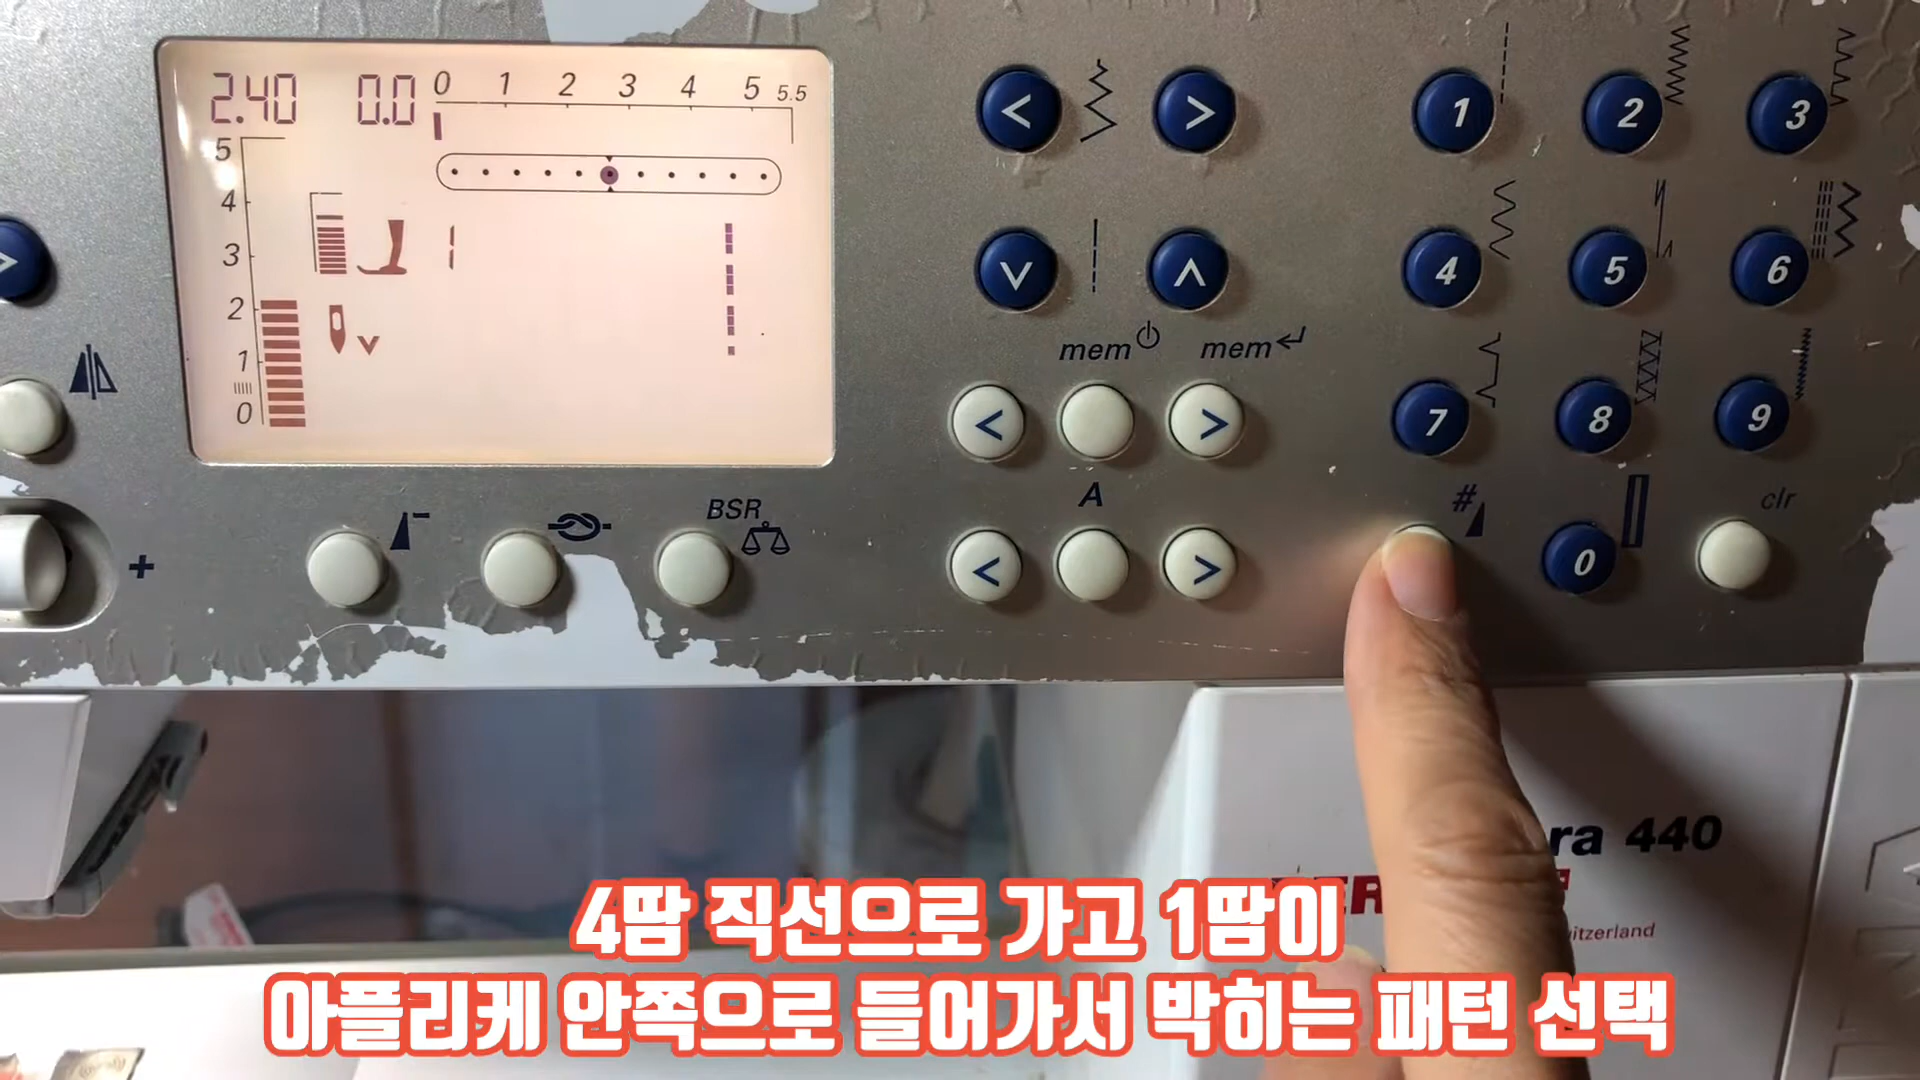 2.40 0.0 0 1 2 3 4 5 5.5
5
4
3
2
1
0
1
1 2 3
4 5 6
mem mem
7 8 9
BSR
A
# 0 clr
+
ra 440
ER
witzerland
4땀 직선으로 가고 1땀이
아플리케 안쪽으로 들어가서 박히는 패턴 선택